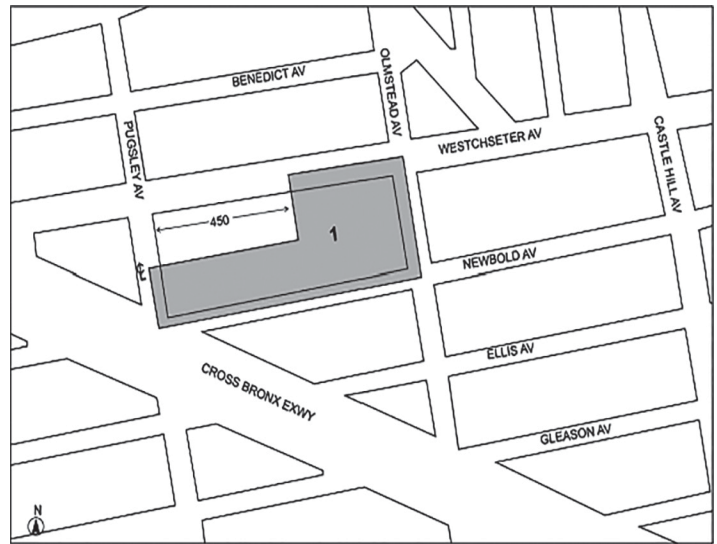 BENEDICT AV
OLMSTEAD AV
WESTCHSETER AV
PUGSLEY AV
CASTLE HILL AV
450
1
℄
NEWBOLD AV
ELLIS AV
CROSS BRONX EXWY
GLEASON AV
N